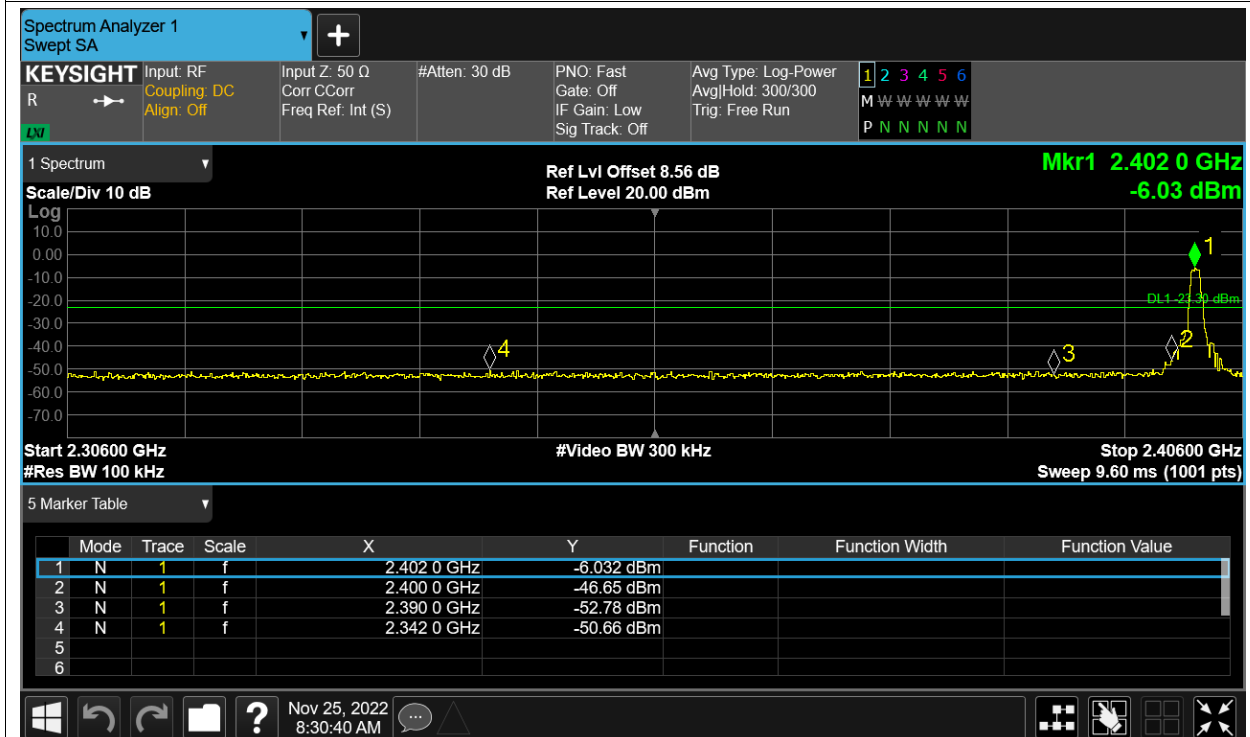 Spectrum Analyzer 1
Swept SA
+
KEYSIGHT
R
LXI
Input: RF
Coupling: DC
Align: Off
Input Z: 50 Ω
Corr CCorr
Freq Ref: Int (S)
#Atten: 30 dB
PNO: Fast
Gate: Off
IF Gain: Low
Sig Track: Off
Avg Type: Log-Power
Avg|Hold: 300/300
Trig: Free Run
1 2 3 4 5 6
M W W W W W
P N N N N N
1 Spectrum
Scale/Div 10 dB
Ref Lvl Offset 8.56 dB
Ref Level 20.00 dBm
Mkr1 2.402 0 GHz
-6.03 dBm
Log
10.0
0.00
-10.0
-20.0
-30.0
-40.0
-50.0
-60.0
-70.0
1
DL1 -23.30 dBm
2
3
4
Start 2.30600 GHz
#Res BW 100 kHz
#Video BW 300 kHz
Stop 2.40600 GHz
Sweep 9.60 ms (1001 pts)
5 Marker Table
Mode Trace Scale X Y Function Function Width Function Value
1 N 1 f 2.402 0 GHz -6.032 dBm
2 N 1 f 2.400 0 GHz -46.65 dBm
3 N 1 f 2.390 0 GHz -52.78 dBm
4 N 1 f 2.342 0 GHz -50.66 dBm
5
6
?
Nov 25, 2022
8:30:40 AM